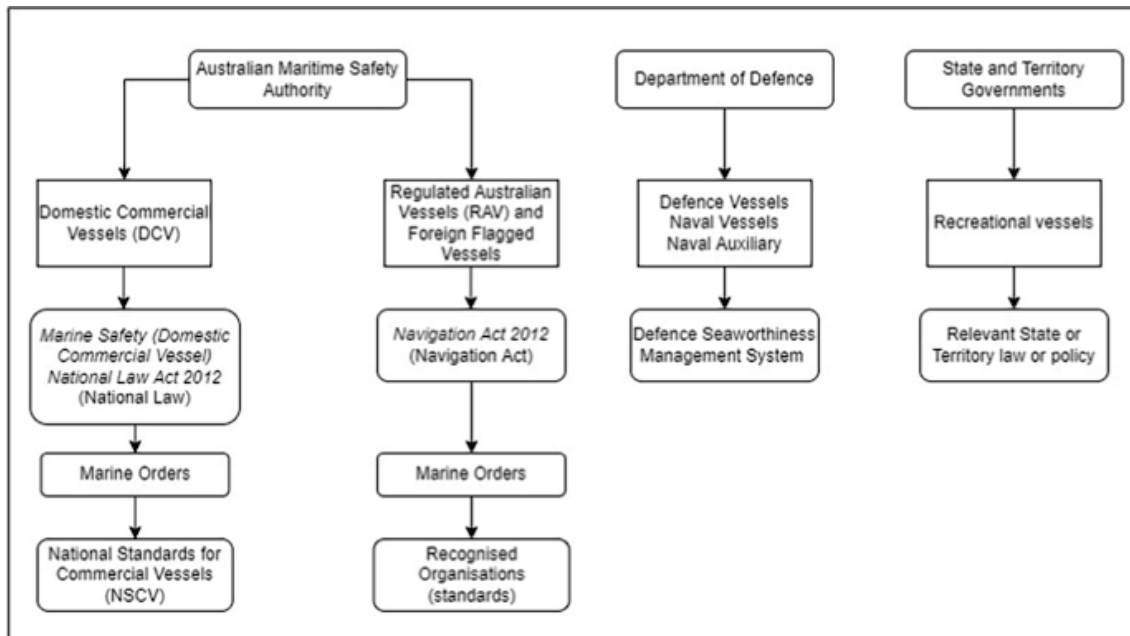 Australian Maritime Safety
Authority
Department of Defence
State and Territory
Governments
Domestic Commercial
Vessels (DCV)
Regulated Australian
Vessels (RAV) and
Foreign Flagged
Vessels
Defence Vessels
Naval Vessels
Naval Auxiliary
Recreational vessels
Marine Safety (Domestic
Commercial Vessel)
National Law Act 2012
(National Law)
Navigation Act 2012
(Navigation Act)
Defence Seaworthiness
Management System
Relevant State or
Territory law or policy
Marine Orders
Marine Orders
National Standards for
Commercial Vessels
(NSCV)
Recognised
Organisations
(standards)